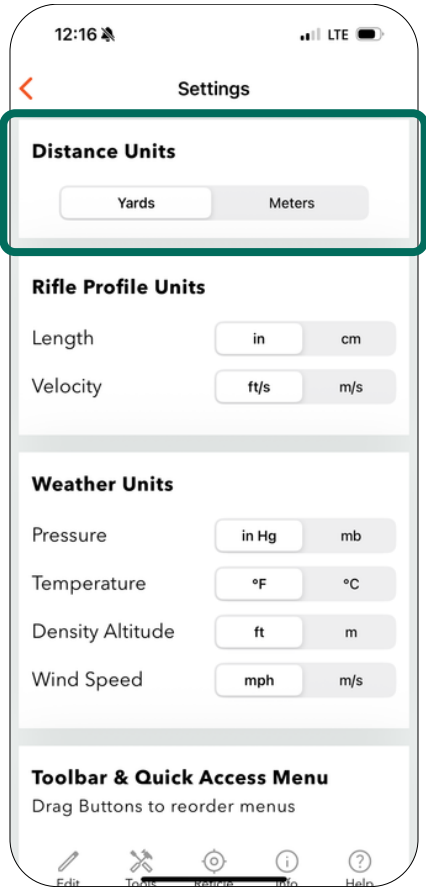 12:16 LTE
Settings
Distance Units
Yards Meters
Rifle Profile Units
Length in cm
Velocity ft/s m/s
Weather Units
Pressure in Hg mb
Temperature °F °C
Density Altitude ft m
Wind Speed mph m/s
Toolbar & Quick Access Menu
Drag Buttons to reorder menus
Edit Tools Reticle Info Help